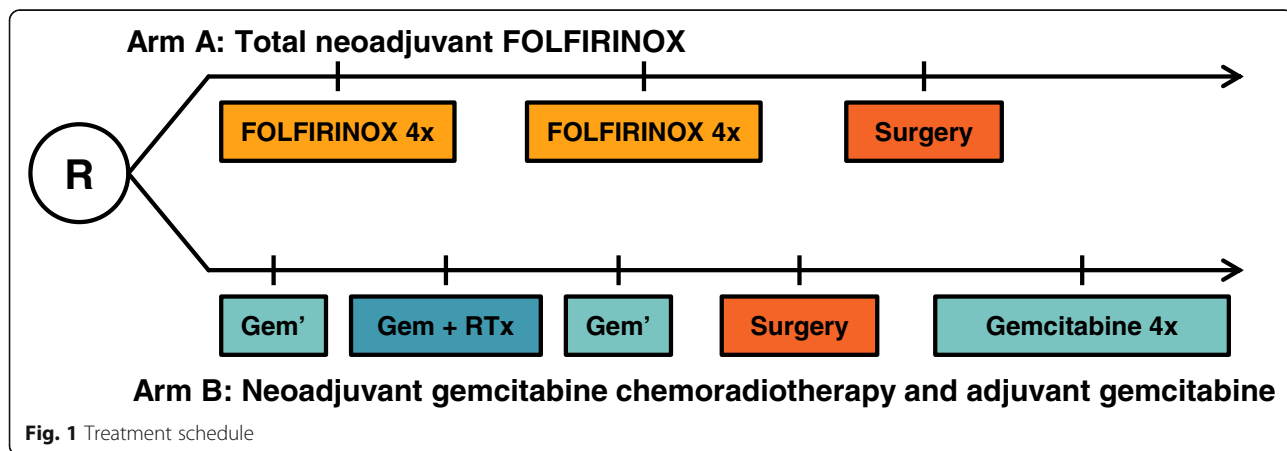 Arm A: Total neoadjuvant FOLFIRINOX
FOLFIRINOX 4x
FOLFIRINOX 4x
Surgery
R
Gem’
Gem + RTx
Gem’
Surgery
Gemcitabine 4x
Arm B: Neoadjuvant gemcitabine chemoradiotherapy and adjuvant gemcitabine
Fig. 1 Treatment schedule